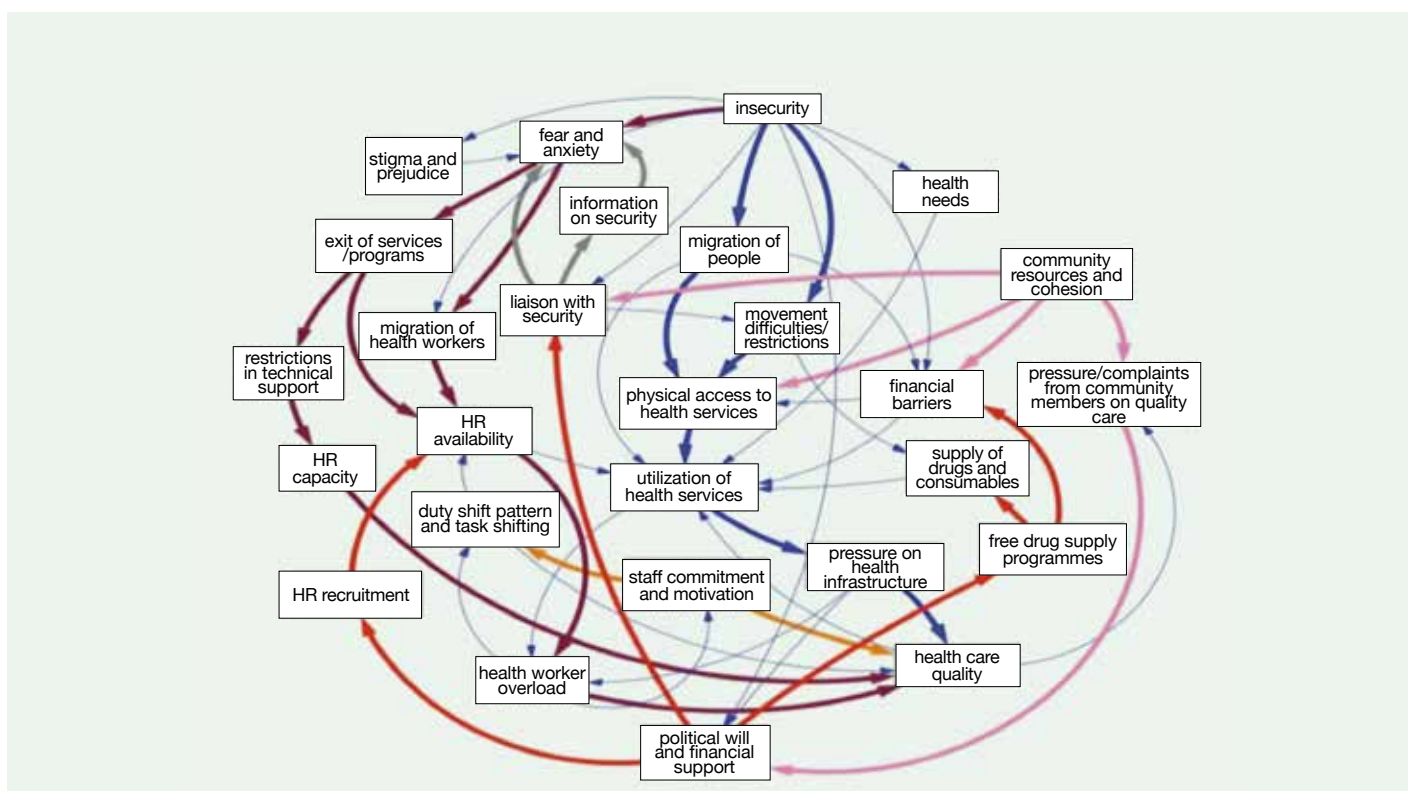 insecurity
fear and
anxiety
stigma and
prejudice
health
needs
information
on security
exit of services
/programs
migration of
people
community
resources and
cohesion
liaison with
security
movement
difficulties/
restrictions
migration of
health workers
restrictions
in technical
support
physical access to
health services
financial
barriers
pressure/complaints
from community
members on quality
care
HR
availability
HR
capacity
utilization of
health services
supply of
drugs and
consumables
duty shift pattern
and task shifting
free drug supply
programmes
pressure on
health
infrastructure
staff commitment
and motivation
HR recruitment
health care
quality
health worker
overload
political will
and financial
support